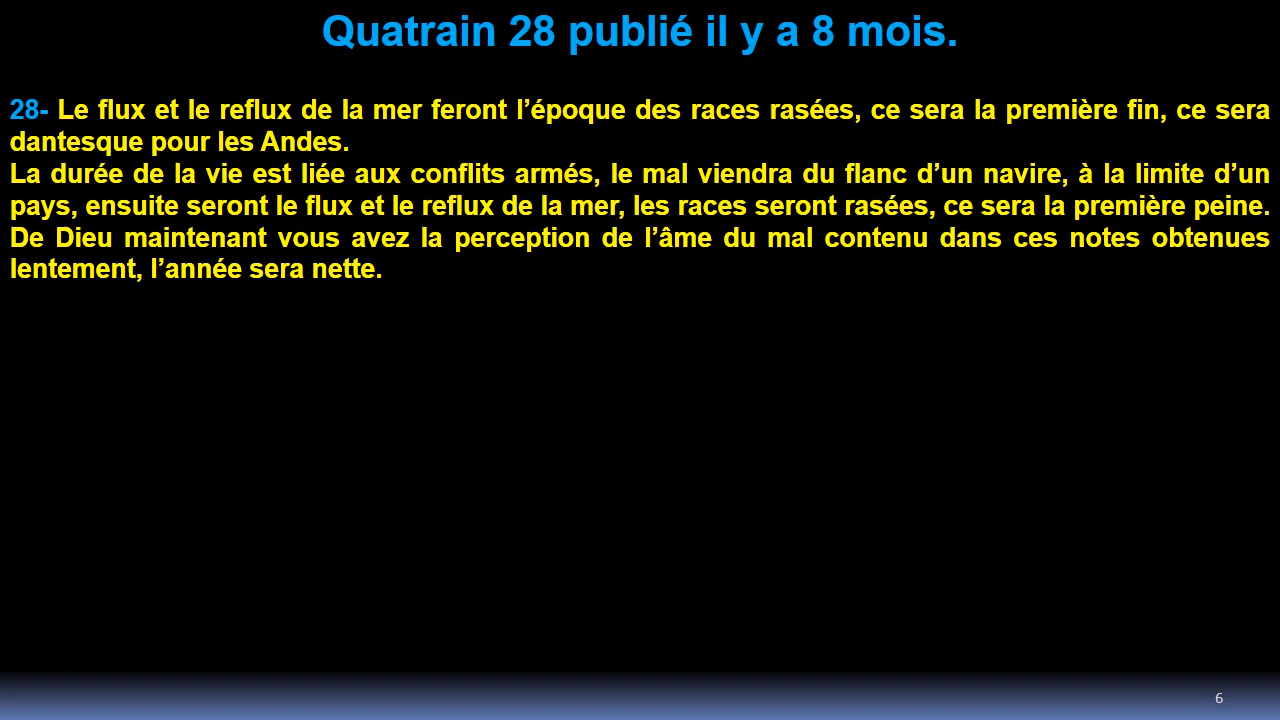 Quatrain 28 publié il y a 8 mois.
28- Le flux et le reflux de la mer feront l’époque des races rasées, ce sera la première fin, ce sera
dantesque pour les Andes.
La durée de la vie est liée aux conflits armés, le mal viendra du flanc d’un navire, à la limite d’un
pays, ensuite seront le flux et le reflux de la mer, les races seront rasées, ce sera la première peine.
De Dieu maintenant vous avez la perception de l’âme du mal contenu dans ces notes obtenues
lentement, l’année sera nette.
6